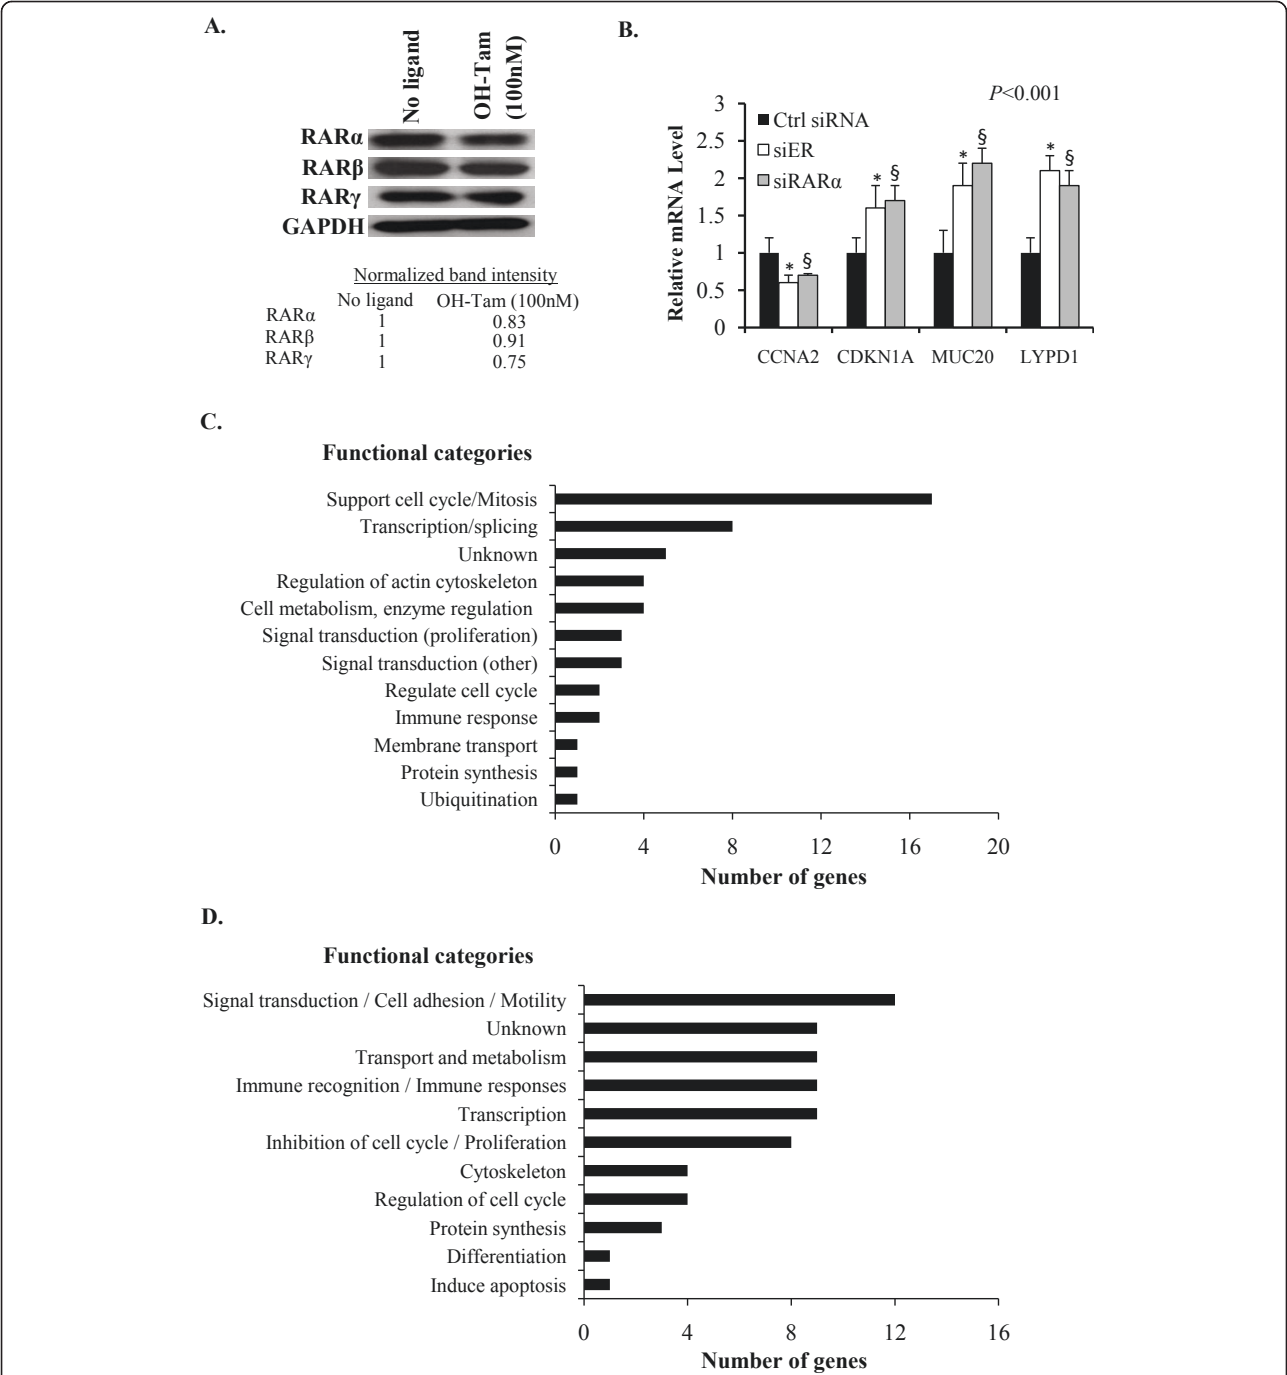 A.
No ligand
OH-Tam
(100nM)
RARα
RARβ
RARγ
GAPDH
Normalized band intensity
No ligand OH-Tam (100nM)
RARα 1 0.83
RARβ 1 0.91
RARγ 1 0.75
B.
P<0.001
Relative mRNA Level
3
2.5
2
1.5
1
0.5
0
Ctrl siRNA
siER
siRARα
* §
* §
* §
* §
CCNA2 CDKN1A MUC20 LYPD1
C.
Functional categories
Support cell cycle/Mitosis
Transcription/splicing
Unknown
Regulation of actin cytoskeleton
Cell metabolism, enzyme regulation
Signal transduction (proliferation)
Signal transduction (other)
Regulate cell cycle
Immune response
Membrane transport
Protein synthesis
Ubiquitination
0 4 8 12 16 20
Number of genes
D.
Functional categories
Signal transduction / Cell adhesion / Motility
Unknown
Transport and metabolism
Immune recognition / Immune responses
Transcription
Inhibition of cell cycle / Proliferation
Cytoskeleton
Regulation of cell cycle
Protein synthesis
Differentiation
Induce apoptosis
0 4 8 12 16
Number of genes